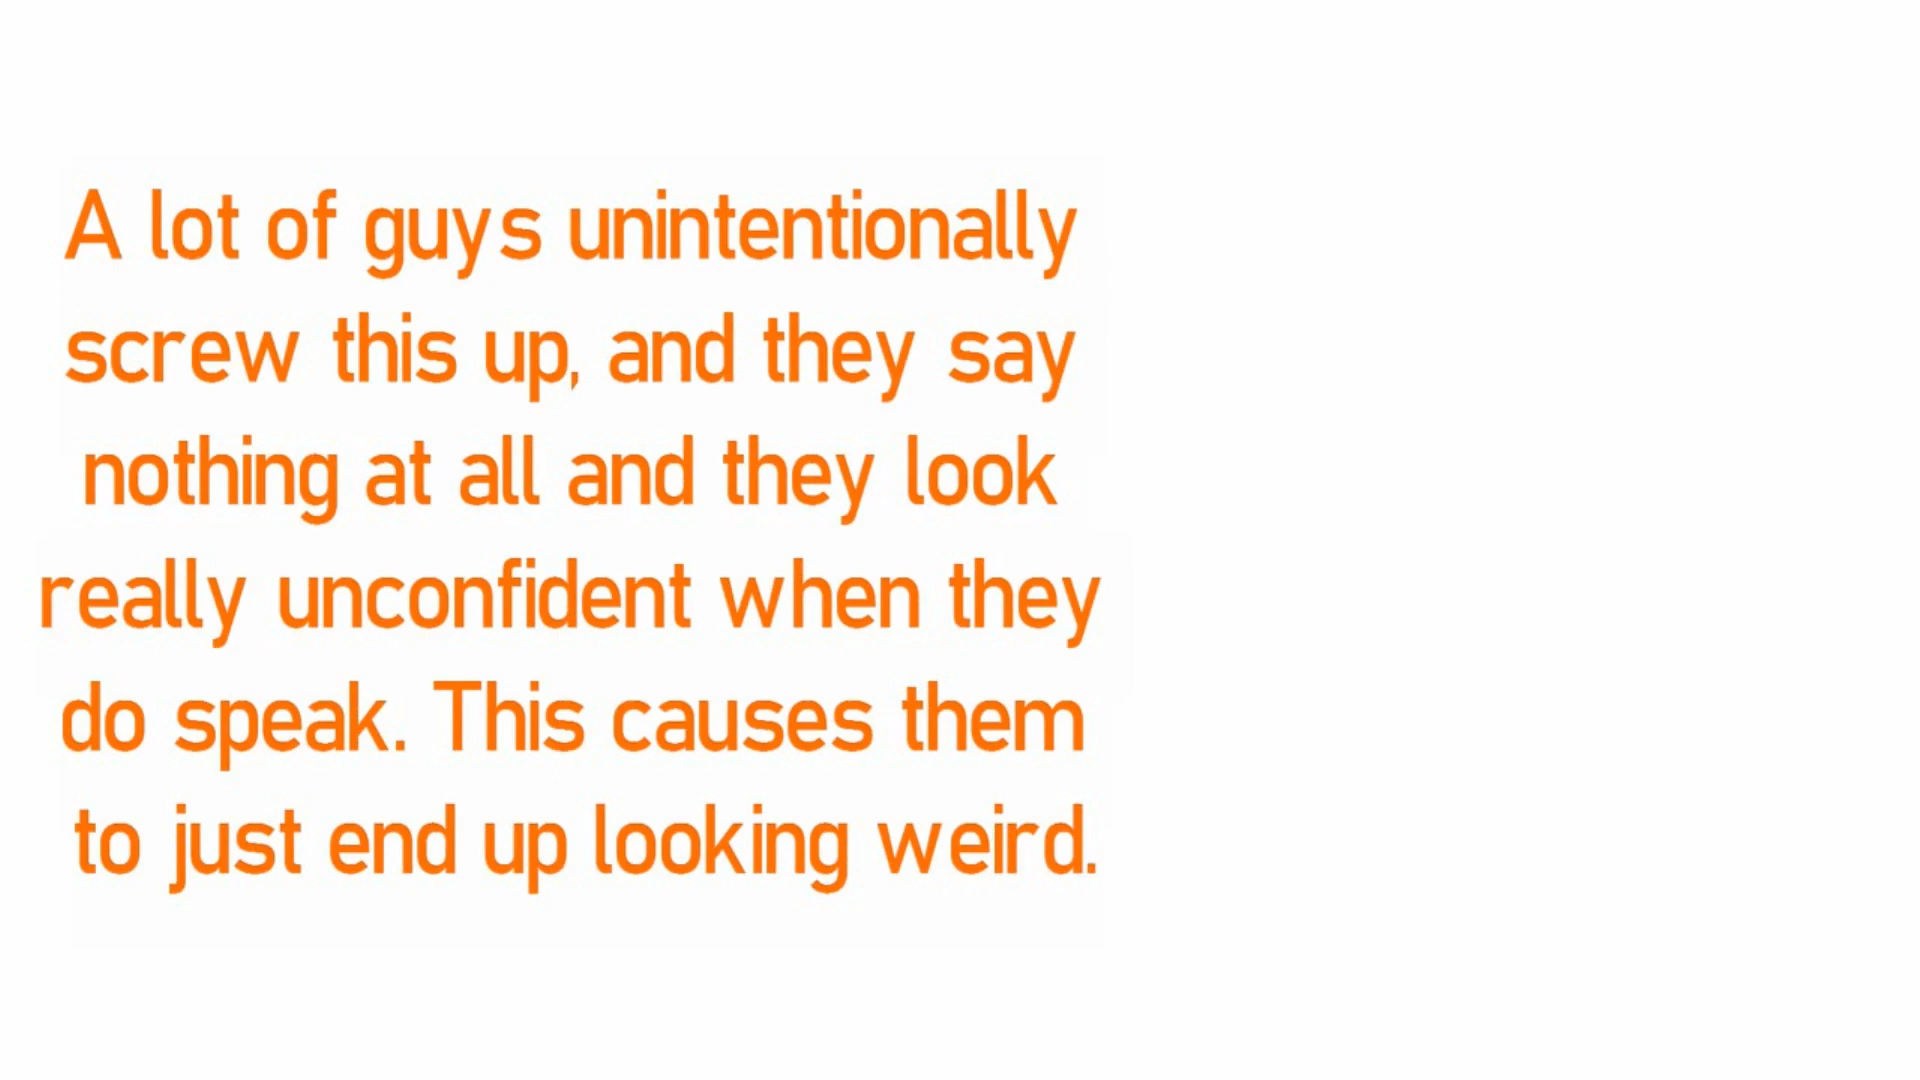 A lot of guys unintentionally
screw this up, and they say
nothing at all and they look
really unconfident when they
do speak. This causes them
to just end up looking weird.